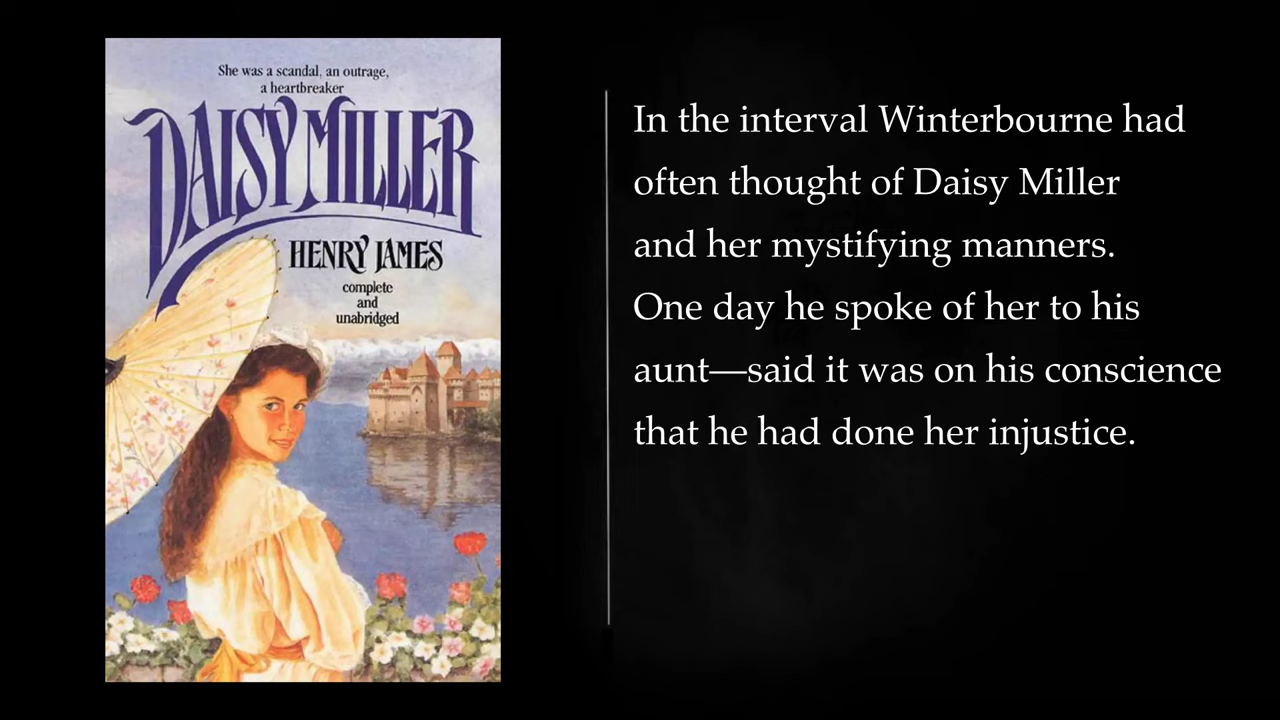 She was a scandal, an outrage,
a heartbreaker
DAISY MILLER
HENRY JAMES
complete
and
unabridged
In the interval Winterbourne had
often thought of Daisy Miller
and her mystifying manners.
One day he spoke of her to his
aunt—said it was on his conscience
that he had done her injustice.